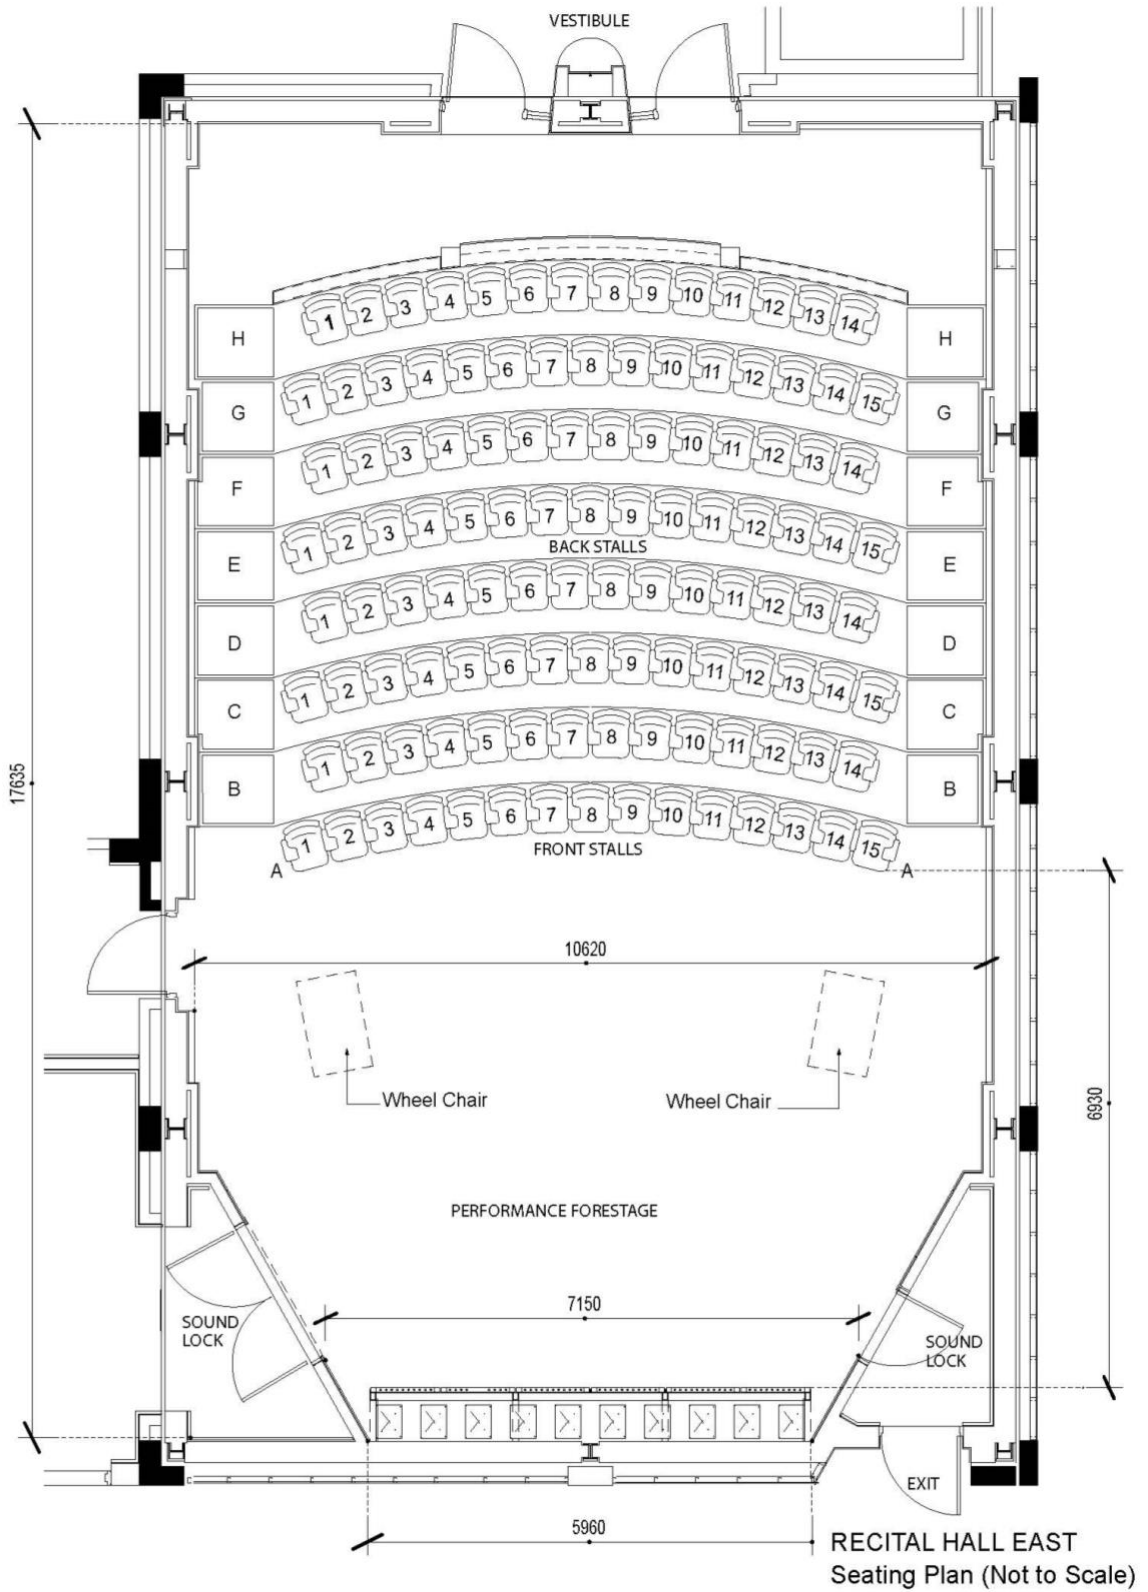 VESTIBULE
H 1 2 3 4 5 6 7 8 9 10 11 12 13 14 H
G 1 2 3 4 5 6 7 8 9 10 11 12 13 14 15 G
F 1 2 3 4 5 6 7 8 9 10 11 12 13 14 F
E 1 2 3 4 5 6 7 8 9 10 11 12 13 14 15 E
BACK STALLS
D 1 2 3 4 5 6 7 8 9 10 11 12 13 14 D
C 1 2 3 4 5 6 7 8 9 10 11 12 13 14 15 C
B 1 2 3 4 5 6 7 8 9 10 11 12 13 14 B
17635
A 1 2 3 4 5 6 7 8 9 10 11 12 13 14 15 A
FRONT STALLS
10620
Wheel Chair
Wheel Chair
6930
PERFORMANCE FORESTAGE
7150
SOUND
LOCK
SOUND
LOCK
EXIT
5960
RECITAL HALL EAST
Seating Plan (Not to Scale)